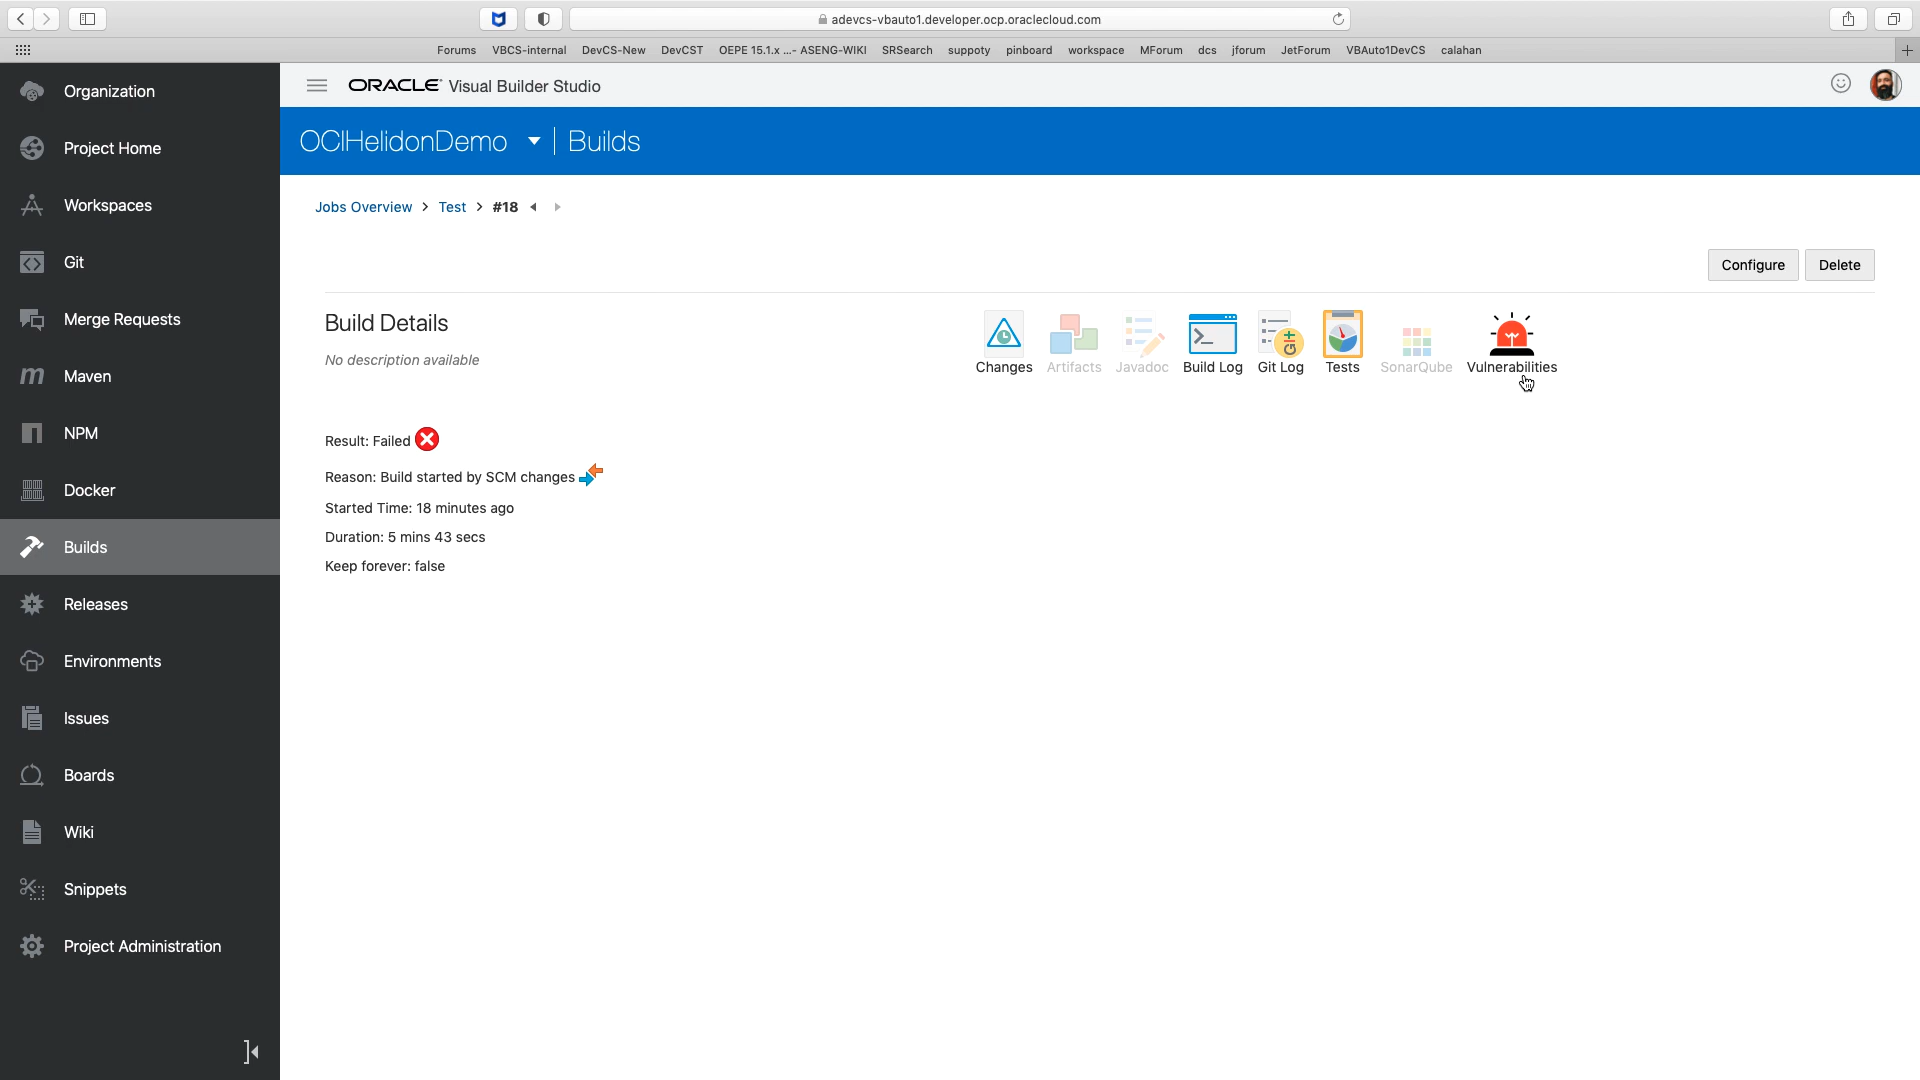 adevcs-vbauto1.developer.ocp.oraclecloud.com
Forums VBCS-internal DevCS-New DevCST OEPE 15.1.x ...- ASENG-WIKI SRSearch suppoty pinboard workspace MForum dcs jforum JetForum VBAuto1DevCS calahan
Organization
Project Home
Workspaces
Git
Merge Requests
Maven
NPM
Docker
Builds
Releases
Environments
Issues
Boards
Wiki
Snippets
Project Administration
ORACLE Visual Builder Studio
OCIHelidonDemo Builds
Jobs Overview > Test > #18
Configure Delete
Build Details
No description available
Changes Artifacts Javadoc Build Log Git Log Tests SonarQube Vulnerabilities
Result: Failed
Reason: Build started by SCM changes
Started Time: 18 minutes ago
Duration: 5 mins 43 secs
Keep forever: false